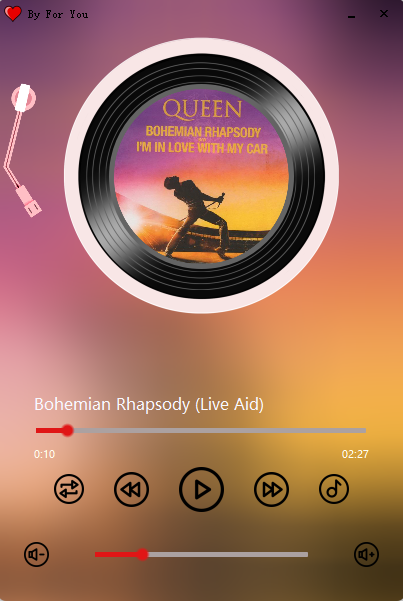 By For You
QUEEN
BOHEMIAN RHAPSODY
I'M IN LOVE WITH MY CAR
Bohemian Rhapsody (Live Aid)
0:10
02:27